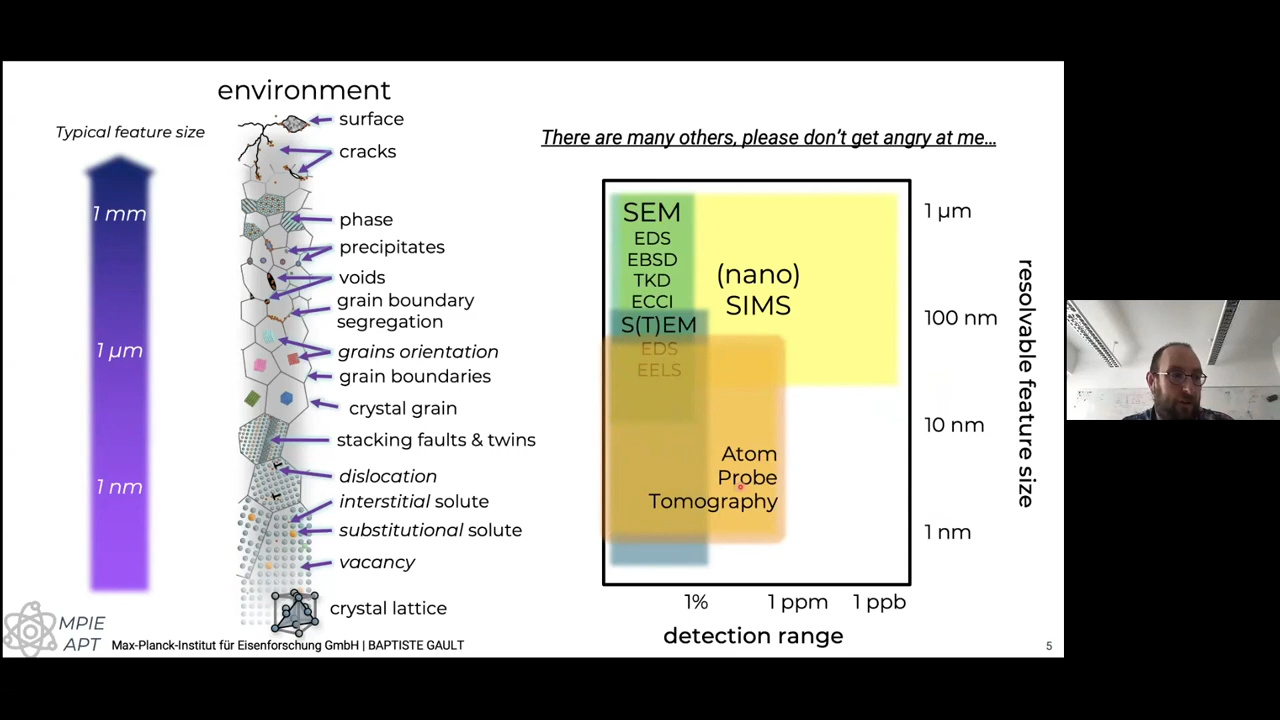 environment
Typical feature size
1 mm
1 µm
1 nm
surface
cracks
phase
precipitates
voids
grain boundary
segregation
grains orientation
grain boundaries
crystal grain
stacking faults & twins
dislocation
interstitial solute
substitutional solute
vacancy
crystal lattice
There are many others, please don't get angry at me...
SEM
EDS
EBSD
TKD
ECCI
S(T)EM
EDS
EELS
(nano)
SIMS
Atom
Probe
Tomography
1 µm
100 nm
10 nm
1 nm
resolvable feature size
1%
1 ppm
1 ppb
detection range
MPIE
APT
Max-Planck-Institut für Eisenforschung GmbH | BAPTISTE GAULT
5